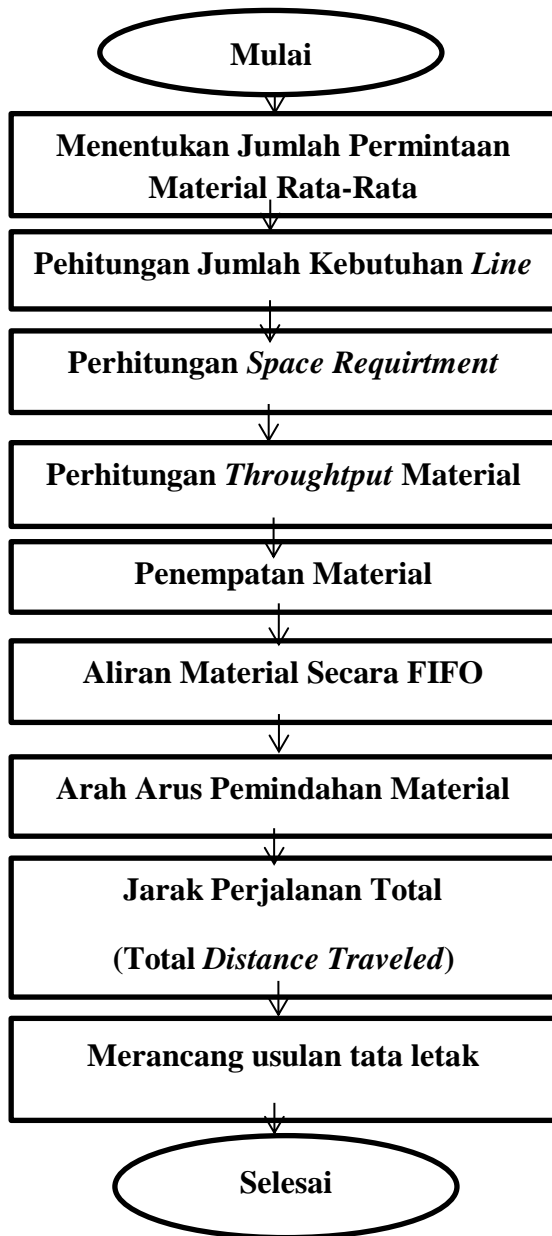 Mulai
Menentukan Jumlah Permintaan
Material Rata-Rata
Pehitungan Jumlah Kebutuhan Line
Perhitungan Space Requirtment
Perhitungan Throughtput Material
Penempatan Material
Aliran Material Secara FIFO
Arah Arus Pemindahan Material
Jarak Perjalanan Total
(Total Distance Traveled)
Merancang usulan tata letak
Selesai